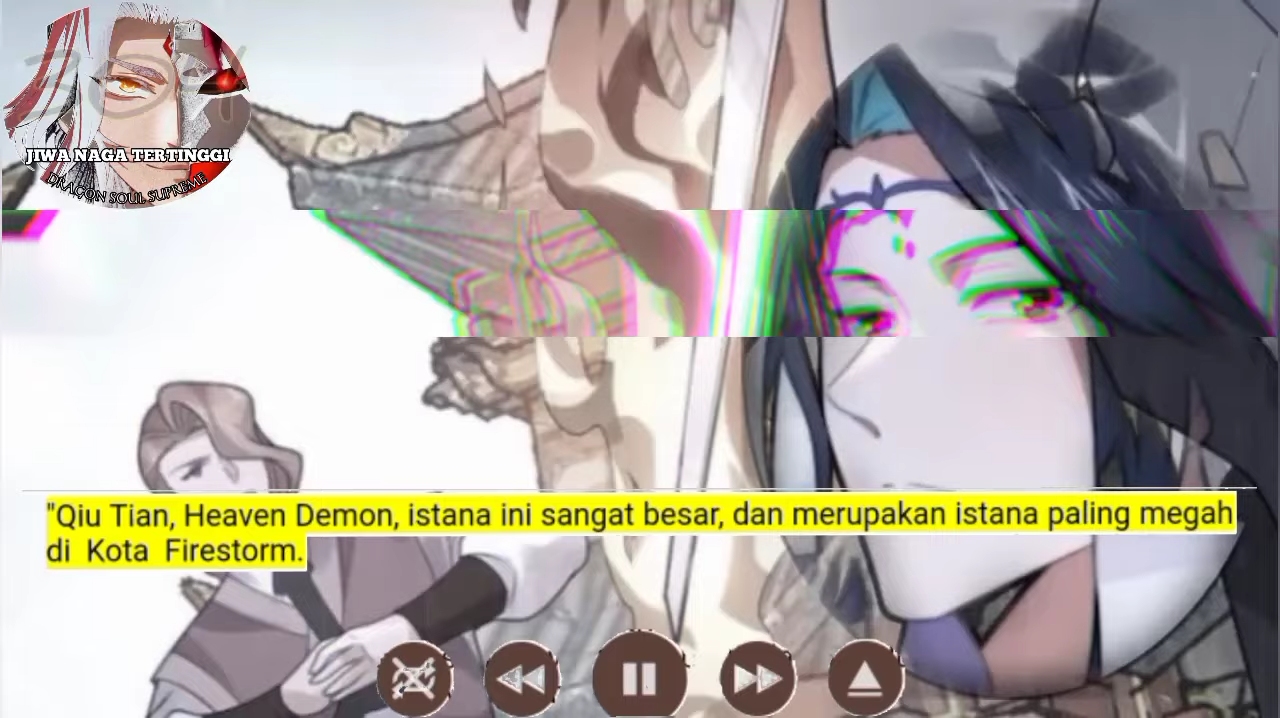 JIWA NAGA TERTINGGI
DRAGON SOUL SUPREME
"Qiu Tian, Heaven Demon, istana ini sangat besar, dan merupakan istana paling megah
di Kota Firestorm.